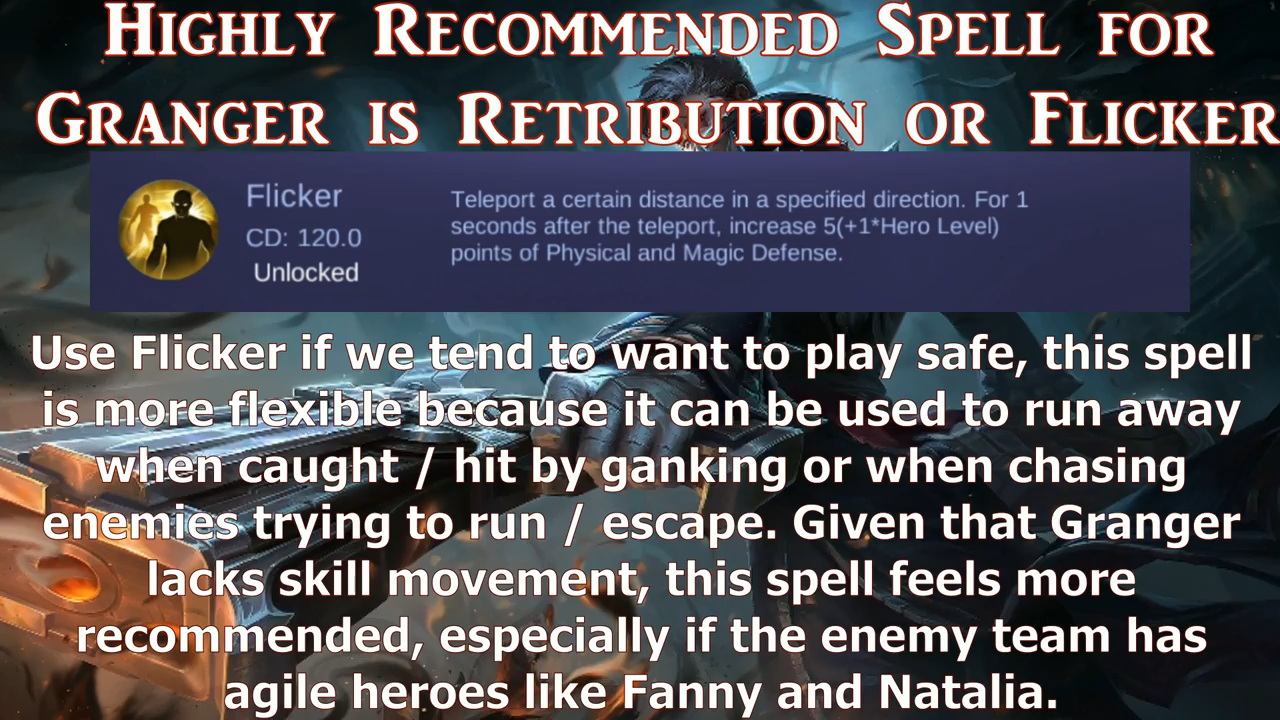 Highly Recommended Spell for
Granger is Retribution or Flicker
Flicker
CD: 120.0
Unlocked
Teleport a certain distance in a specified direction. For 1
seconds after the teleport, increase 5(+1*Hero Level)
points of Physical and Magic Defense.
Use Flicker if we tend to want to play safe, this spell
is more flexible because it can be used to run away
when caught / hit by ganking or when chasing
enemies trying to run / escape. Given that Granger
lacks skill movement, this spell feels more
recommended, especially if the enemy team has
agile heroes like Fanny and Natalia.